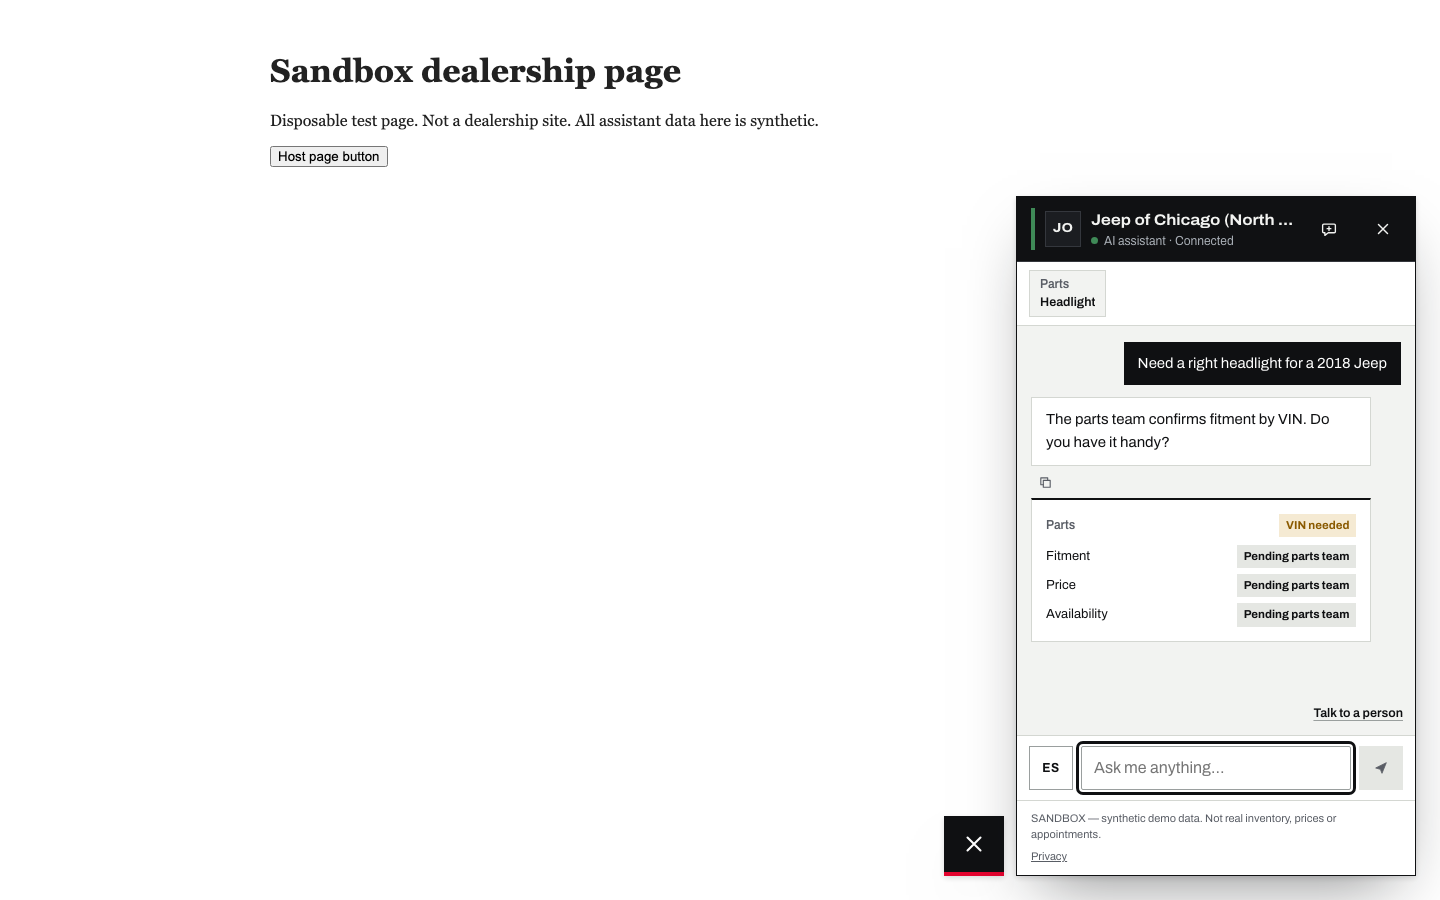 Sandbox dealership page
Disposable test page. Not a dealership site. All assistant data here is synthetic.
Host page button
JO
Jeep of Chicago (North ...
AI assistant · Connected
Parts
Headlight
Need a right headlight for a 2018 Jeep
The parts team confirms fitment by VIN. Do
you have it handy?
Parts
VIN needed
Fitment
Pending parts team
Price
Pending parts team
Availability
Pending parts team
Talk to a person
ES
Ask me anything...
SANDBOX — synthetic demo data. Not real inventory, prices or
appointments.
Privacy